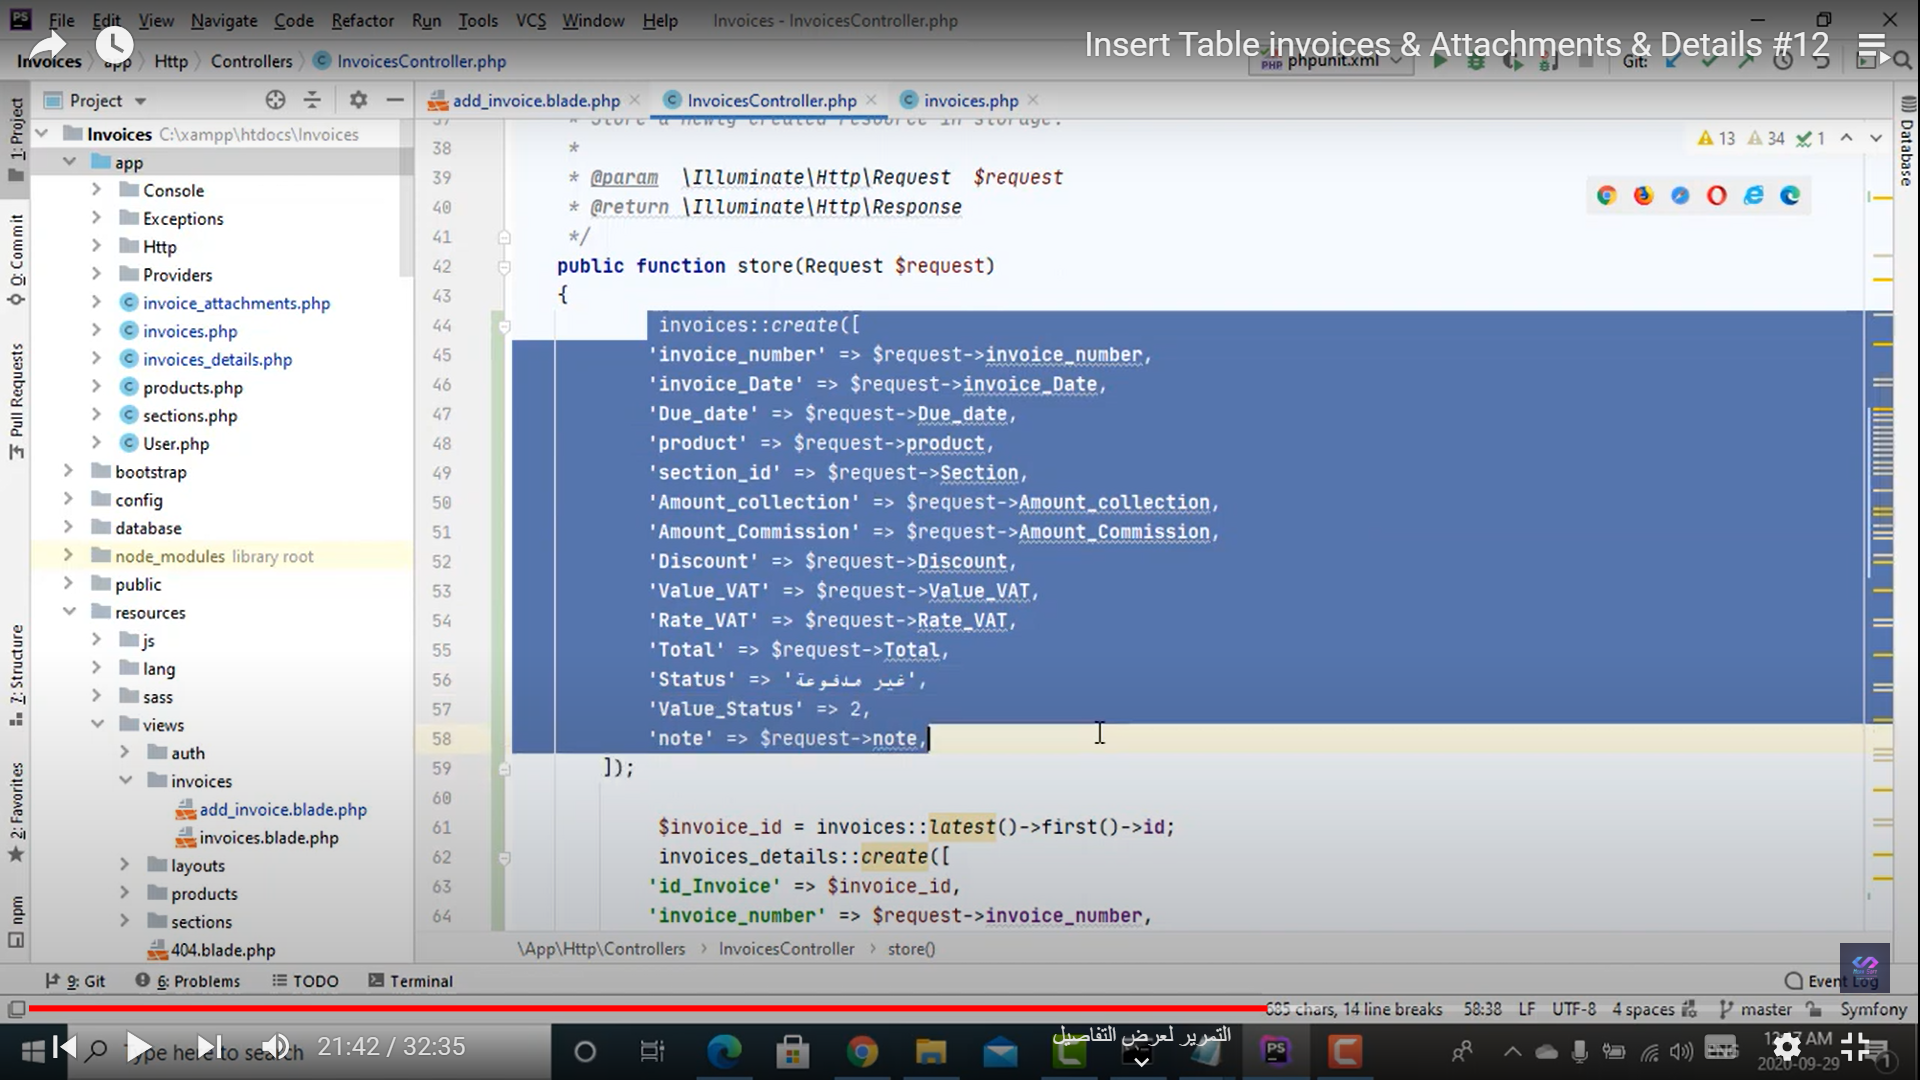 File Edit View Navigate Code Refactor Run Tools VCS Window Help Invoices - InvoicesController.php
Insert Table invoices & Attachments & Details #12
Invoices app Http Controllers InvoicesController.php phpunit.xml Git:
Project add_invoice.blade.php InvoicesController.php invoices.php
1: Project
0: Commit
Pull Requests
7: Structure
2: Favorites
npm
Database
Invoices C:\xampp\htdocs\Invoices
app
Console
Exceptions
Http
Providers
invoice_attachments.php
invoices.php
invoices_details.php
products.php
sections.php
User.php
bootstrap
config
database
node_modules library root
public
resources
js
lang
sass
views
auth
invoices
add_invoice.blade.php
invoices.blade.php
layouts
products
sections
404.blade.php
13 34 1
37 * Store a newly created resource in storage.
38 *
39 * @param \Illuminate\Http\Request $request
40 * @return \Illuminate\Http\Response
41 */
42 public function store(Request $request)
43 {
44 invoices::create([
45 'invoice_number' => $request->invoice_number,
46 'invoice_Date' => $request->invoice_Date,
47 'Due_date' => $request->Due_date,
48 'product' => $request->product,
49 'section_id' => $request->Section,
50 'Amount_collection' => $request->Amount_collection,
51 'Amount_Commission' => $request->Amount_Commission,
52 'Discount' => $request->Discount,
53 'Value_VAT' => $request->Value_VAT,
54 'Rate_VAT' => $request->Rate_VAT,
55 'Total' => $request->Total,
56 'Status' => 'غير مدفوعة',
57 'Value_Status' => 2,
58 'note' => $request->note,
59 ]);
60
61 $invoice_id = invoices::latest()->first()->id;
62 invoices_details::create([
63 'id_Invoice' => $invoice_id,
64 'invoice_number' => $request->invoice_number,
\App\Http\Controllers InvoicesController store()
9: Git 6: Problems TODO Terminal Event Log
685 chars, 14 line breaks 58:38 LF UTF-8 4 spaces master Symfony
Type here to search
21:42 / 32:35
التمرير لعرض التفاصيل
ENG
AM
2020-09-29
1